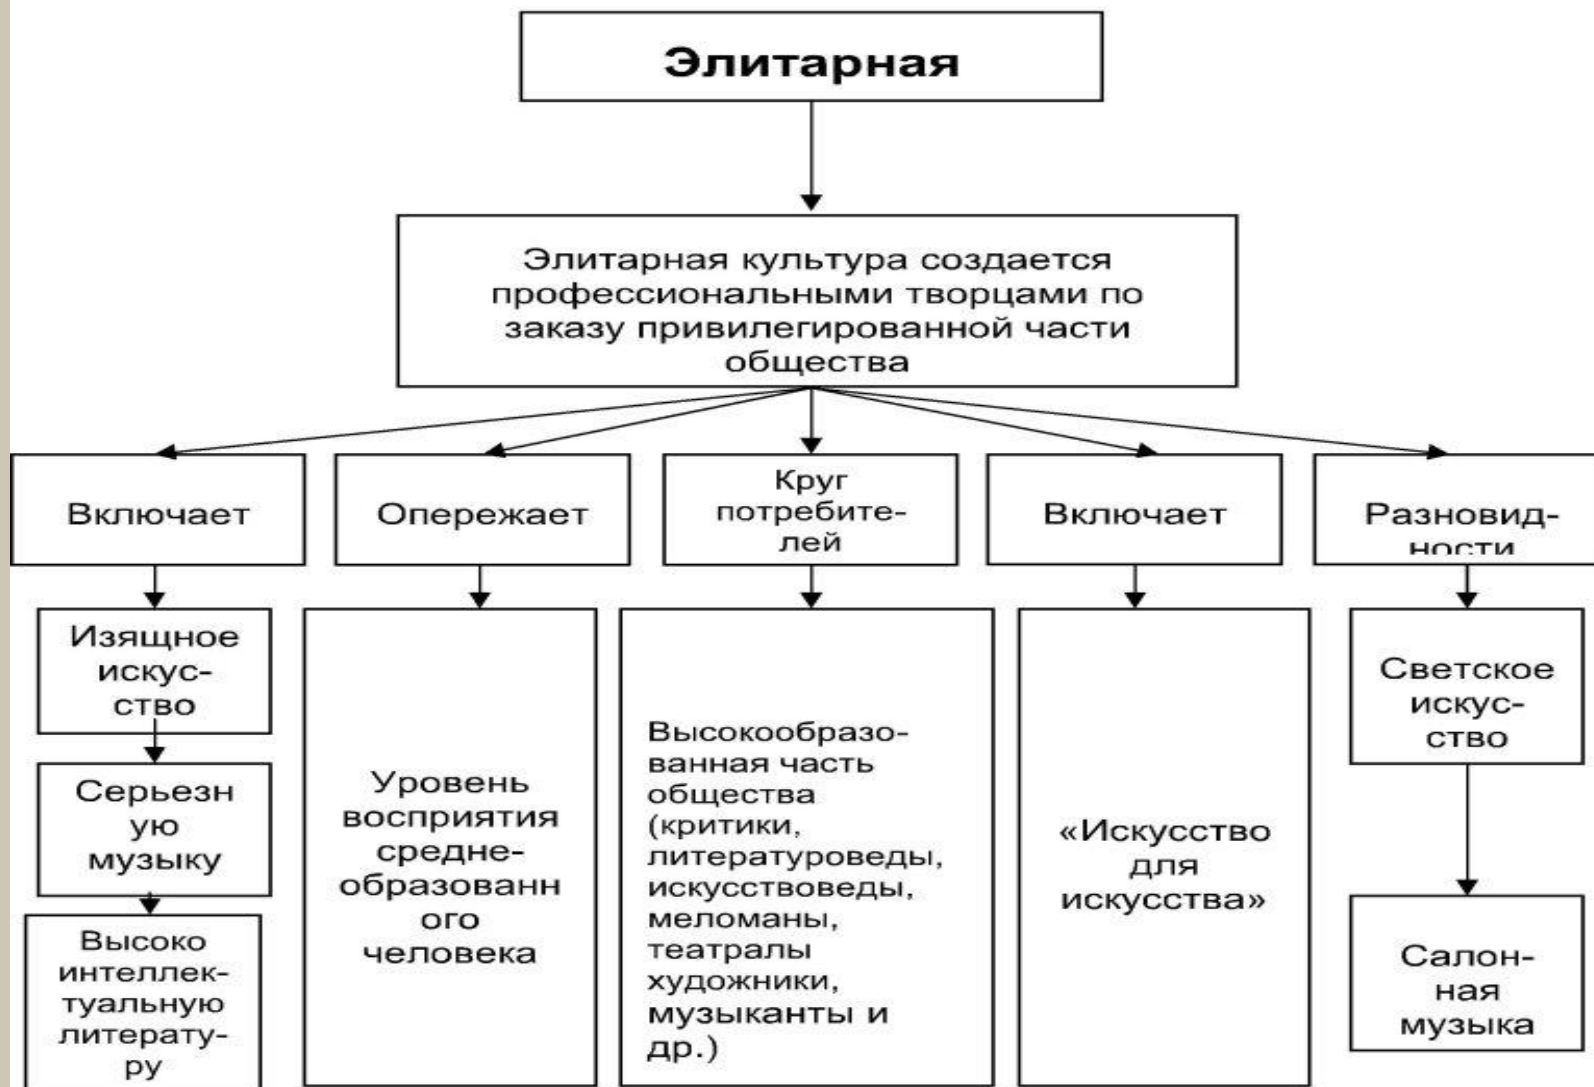 Элитарная
Элитарная культура создается
профессиональными творцами по
заказу привилегированной части
общества
Включает
Опережает
Круг
потребите-
лей
Включает
Разновид-
ности
Изящное
искус-
ство
Серьезн
ую
музыку
Высоко
интеллек-
туальную
литерату-
ру
Уровень
восприятия
средне-
образованн
ого
человека
Высокообразо-
ванная часть
общества
(критики,
литературоведы,
искусствоведы,
меломаны,
театралы
художники,
музыканты и
др.)
«Искусство
для
искусства»
Светское
искус-
ство
Салон-
ная
музыка